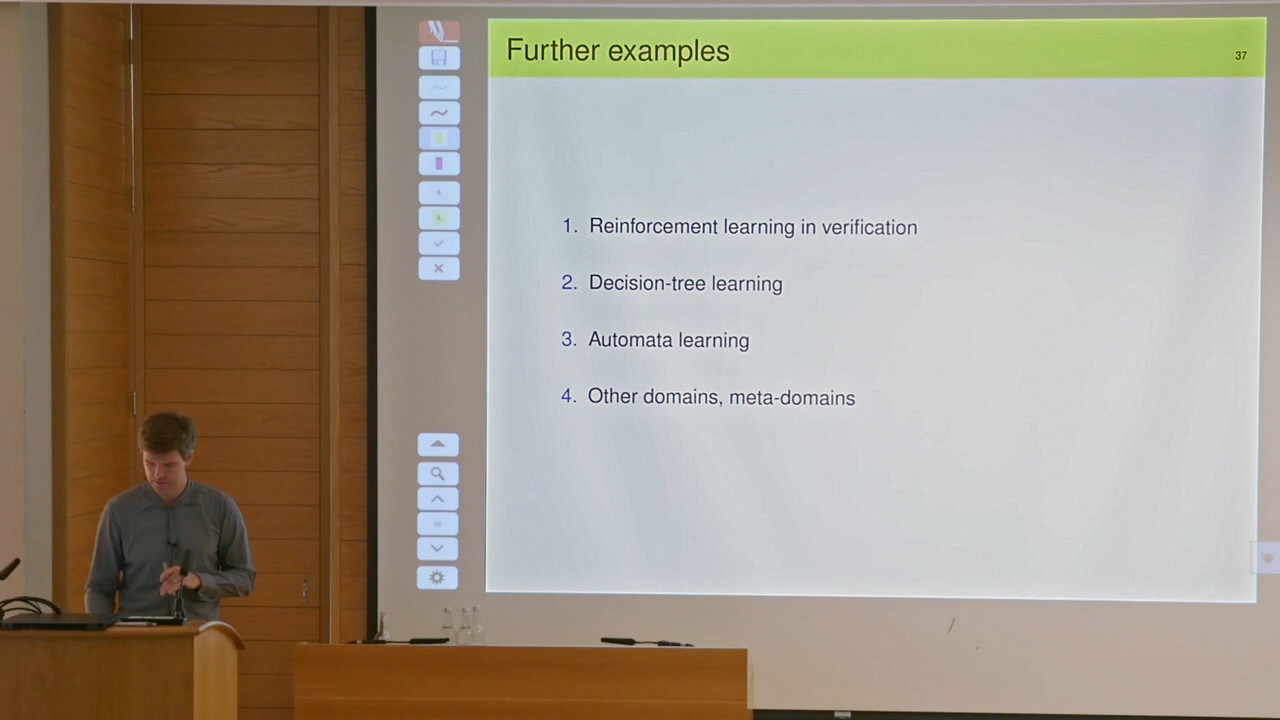 Further examples
37
1. Reinforcement learning in verification
2. Decision-tree learning
3. Automata learning
4. Other domains, meta-domains